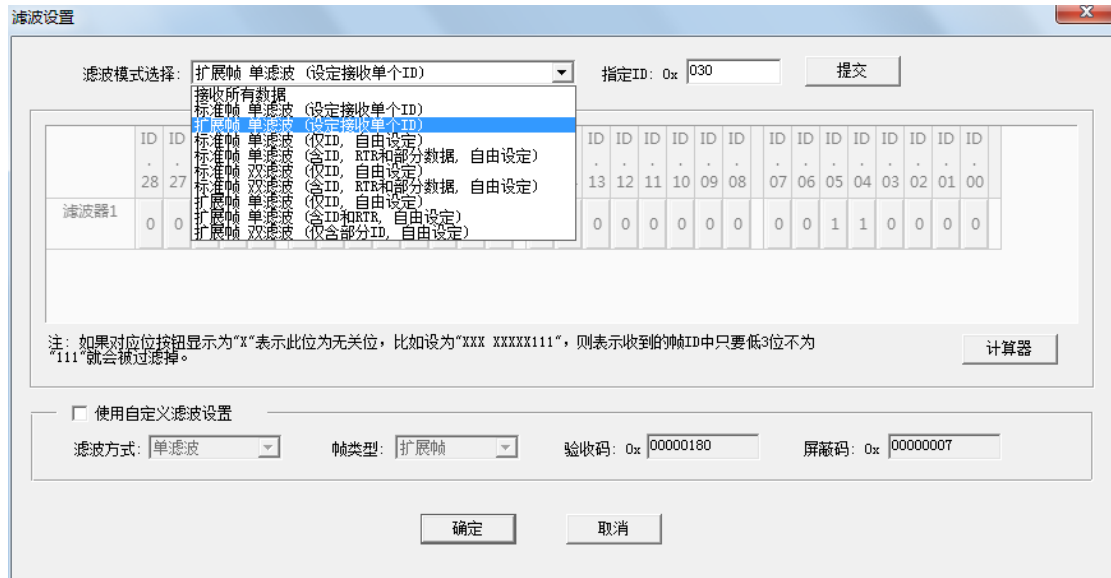 滤波设置
滤波模式选择: 扩展帧 单滤波 (设定接收单个ID) 指定ID: 0x 030 提交
接收所有数据
标准帧 单滤波 (设定接收单个ID)
扩展帧 单滤波 (设定接收单个ID)
标准帧 单滤波 (仅ID, 自由设定)
标准帧 单滤波 (含ID, RTR和部分数据, 自由设定)
标准帧 双滤波 (仅ID, 自由设定)
标准帧 双滤波 (含ID, RTR和部分数据, 自由设定)
扩展帧 单滤波 (仅ID, 自由设定)
扩展帧 单滤波 (含ID和RTR, 自由设定)
扩展帧 双滤波 (仅含部分ID, 自由设定)
ID ID ID ID ID ID ID ID ID ID ID ID ID ID ID ID
. . . . . . . . . . . . . . . .
28 27 13 12 11 10 09 08 07 06 05 04 03 02 01 00
滤波器1 0 0 0 0 0 0 0 0 0 0 1 1 0 0 0 0
注: 如果对应位按钮显示为"X"表示此位为无关位, 比如设为"XXX XXXXX111", 则表示收到的帧ID中只要低3位不为
"111"就会被过滤掉。
计算器
使用自定义滤波设置
滤波方式: 单滤波 帧类型: 扩展帧 验收码: 0x 00000180 屏蔽码: 0x 00000007
确定 取消